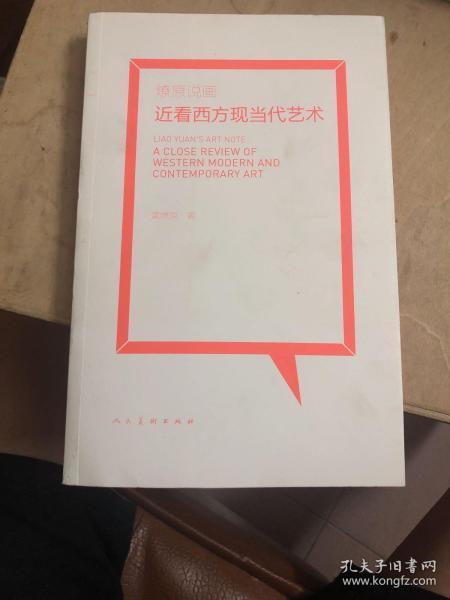 燎原说画
近看西方现当代艺术
LIAO YUAN'S ART NOTE
A CLOSE REVIEW OF
WESTERN MODERN AND
CONTEMPORARY ART
著
人民美术出版社
孔夫子旧书网
www.kongfz.com